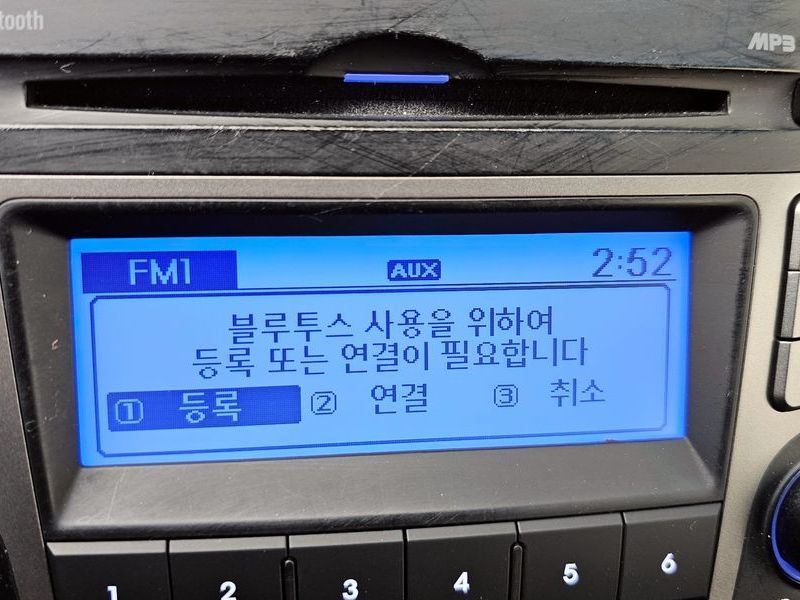 tooth
MP3
FM1 AUX 2:52
블루투스 사용을 위하여
등록 또는 연결이 필요합니다
① 등록 ② 연결 ③ 취소
1 2 3 4 5 6